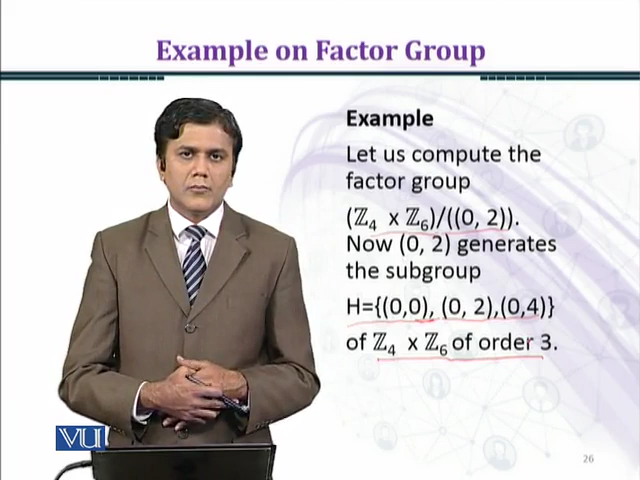 Example on Factor Group
Example
Let us compute the
factor group
(ℤ₄ x ℤ₆)/((0, 2)).
Now (0, 2) generates
the subgroup
H={(0,0), (0, 2),(0,4)}
of ℤ₄ x ℤ₆ of order 3.
VU
26